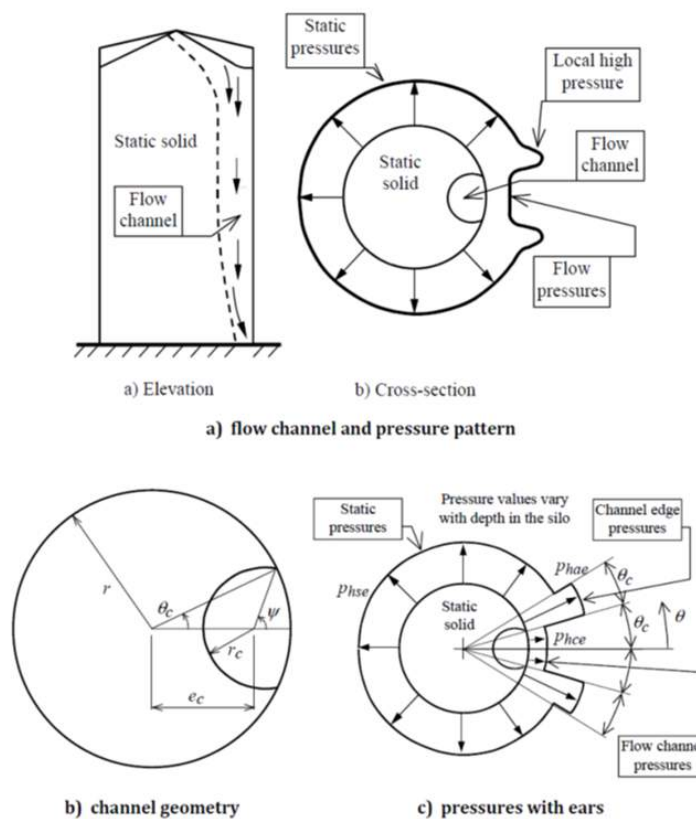 Static
pressures
Local high
pressure
Static solid
Static
solid
Flow
channel
Flow
channel
Flow
pressures
a) Elevation
b) Cross-section
a) flow channel and pressure pattern
Static
pressures
Pressure values vary
with depth in the silo
Channel edge
pressures
r
θc
ψ
rc
ec
phse
phae
θc
Static
solid
phce
θc
θ
Flow channel
pressures
b) channel geometry
c) pressures with ears